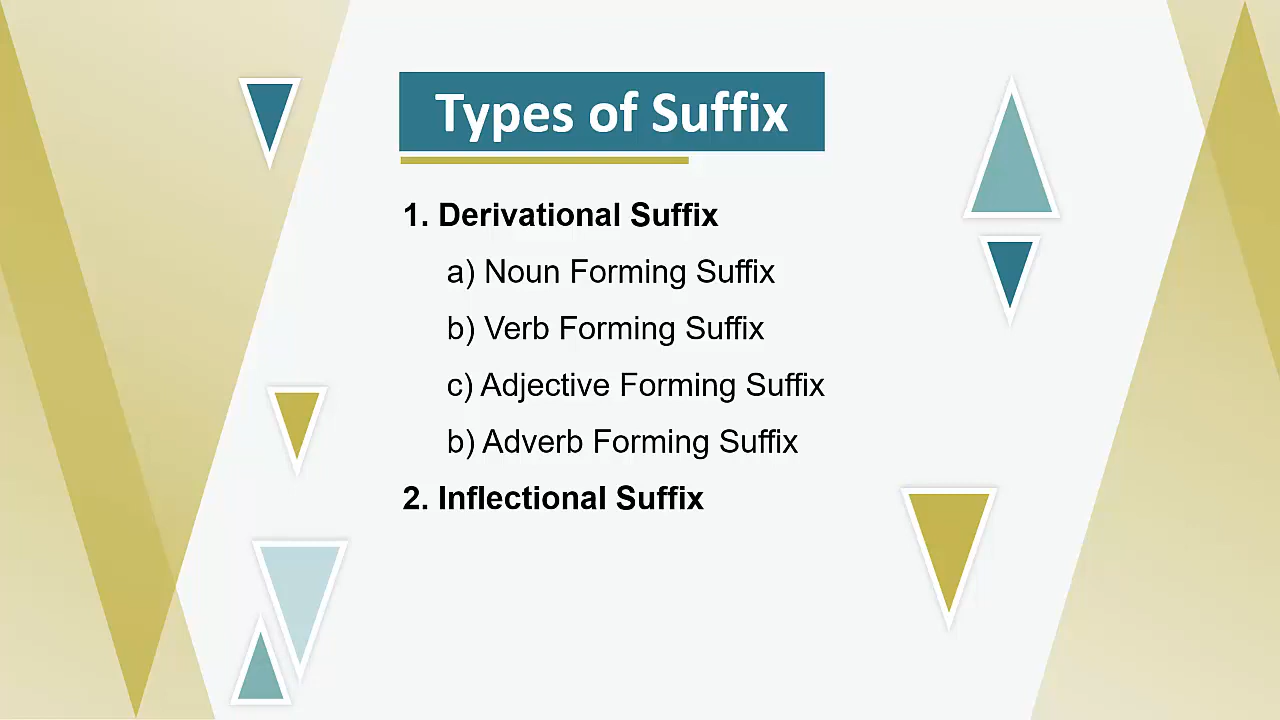 Types of Suffix
1. Derivational Suffix
a) Noun Forming Suffix
b) Verb Forming Suffix
c) Adjective Forming Suffix
b) Adverb Forming Suffix
2. Inflectional Suffix